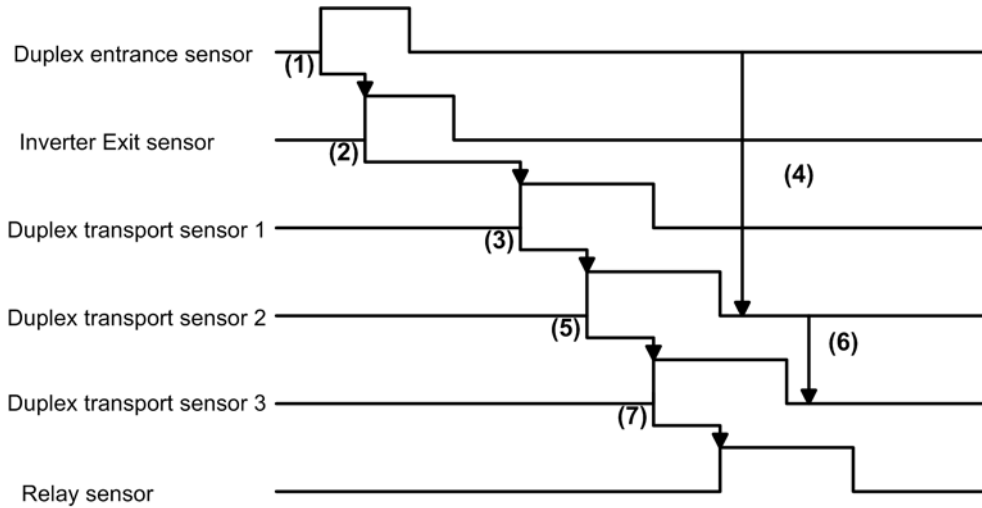 Duplex entrance sensor
(1)
Inverter Exit sensor
(2)
(4)
Duplex transport sensor 1
(3)
Duplex transport sensor 2
(5)
(6)
Duplex transport sensor 3
(7)
Relay sensor